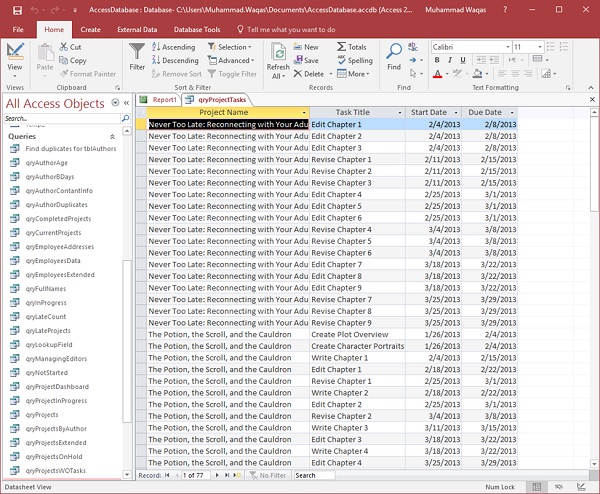 AccessDatabase : Database- C:\Users\Muhammad.Waqas\Documents\AccessDatabase.accdb (Access 2... Muhammad Waqas
File Home Create External Data Database Tools Tell me what you want to do
View Paste Cut Copy Format Painter Filter Ascending Descending Remove Sort Selection Advanced Toggle Filter Refresh All New Save Delete Totals Spelling More Find Calibri 11 B I U
Views Clipboard Sort & Filter Records Find Text Formatting
All Access Objects
Search...
Queries
Find duplicates for tblAuthors
qryAuthorAge
qryAuthorBDays
qryAuthorContantInfo
qryAuthorDuplicates
qryCompletedProjects
qryCurrentProjects
qryEmployeeAddresses
qryEmployeesData
qryEmployeesExtended
qryFullNames
qryInProgress
qryLateCount
qryLateProjects
qryLookupField
qryManagingEditors
qryNotStarted
qryProjectDashboard
qryProjectInProgress
qryProjects
qryProjectsByAuthor
qryProjectsExtended
qryProjectsOnHold
qryProjectsWOTasks
Report1 qryProjectTasks
Project Name Task Title Start Date Due Date
Never Too Late: Reconnecting with Your Adu Edit Chapter 1 2/4/2013 2/8/2013
Never Too Late: Reconnecting with Your Adu Edit Chapter 2 2/4/2013 2/8/2013
Never Too Late: Reconnecting with Your Adu Edit Chapter 3 2/4/2013 2/8/2013
Never Too Late: Reconnecting with Your Adu Revise Chapter 1 2/11/2013 2/15/2013
Never Too Late: Reconnecting with Your Adu Revise Chapter 2 2/11/2013 2/15/2013
Never Too Late: Reconnecting with Your Adu Revise Chapter 3 2/11/2013 2/15/2013
Never Too Late: Reconnecting with Your Adu Edit Chapter 4 2/25/2013 3/1/2013
Never Too Late: Reconnecting with Your Adu Edit Chapter 5 2/25/2013 3/1/2013
Never Too Late: Reconnecting with Your Adu Edit Chapter 6 2/25/2013 3/1/2013
Never Too Late: Reconnecting with Your Adu Revise Chapter 4 3/4/2013 3/8/2013
Never Too Late: Reconnecting with Your Adu Revise Chapter 5 3/4/2013 3/8/2013
Never Too Late: Reconnecting with Your Adu Revise Chapter 6 3/4/2013 3/8/2013
Never Too Late: Reconnecting with Your Adu Edit Chapter 7 3/18/2013 3/22/2013
Never Too Late: Reconnecting with Your Adu Edit Chapter 8 3/18/2013 3/22/2013
Never Too Late: Reconnecting with Your Adu Edit Chapter 9 3/18/2013 3/22/2013
Never Too Late: Reconnecting with Your Adu Revise Chapter 7 3/25/2013 3/29/2013
Never Too Late: Reconnecting with Your Adu Revise Chapter 8 3/25/2013 3/29/2013
Never Too Late: Reconnecting with Your Adu Revise Chapter 9 3/25/2013 3/29/2013
The Potion, the Scroll, and the Cauldron Create Plot Overview 1/26/2013 2/4/2013
The Potion, the Scroll, and the Cauldron Create Character Portraits 1/26/2013 2/4/2013
The Potion, the Scroll, and the Cauldron Write Chapter 1 2/4/2013 2/15/2013
The Potion, the Scroll, and the Cauldron Edit Chapter 1 2/18/2013 2/22/2013
The Potion, the Scroll, and the Cauldron Revise Chapter 1 2/25/2013 3/1/2013
The Potion, the Scroll, and the Cauldron Write Chapter 2 2/18/2013 2/22/2013
The Potion, the Scroll, and the Cauldron Edit Chapter 2 2/25/2013 3/1/2013
The Potion, the Scroll, and the Cauldron Revise Chapter 2 3/4/2013 3/8/2013
The Potion, the Scroll, and the Cauldron Write Chapter 3 3/11/2013 3/15/2013
The Potion, the Scroll, and the Cauldron Edit Chapter 3 3/18/2013 3/22/2013
The Potion, the Scroll, and the Cauldron Write Chapter 4 3/18/2013 3/22/2013
The Potion, the Scroll, and the Cauldron Edit Chapter 4 3/25/2013 3/29/2013
Record: 1 of 77 No Filter Search
Datasheet View Num Lock SQL